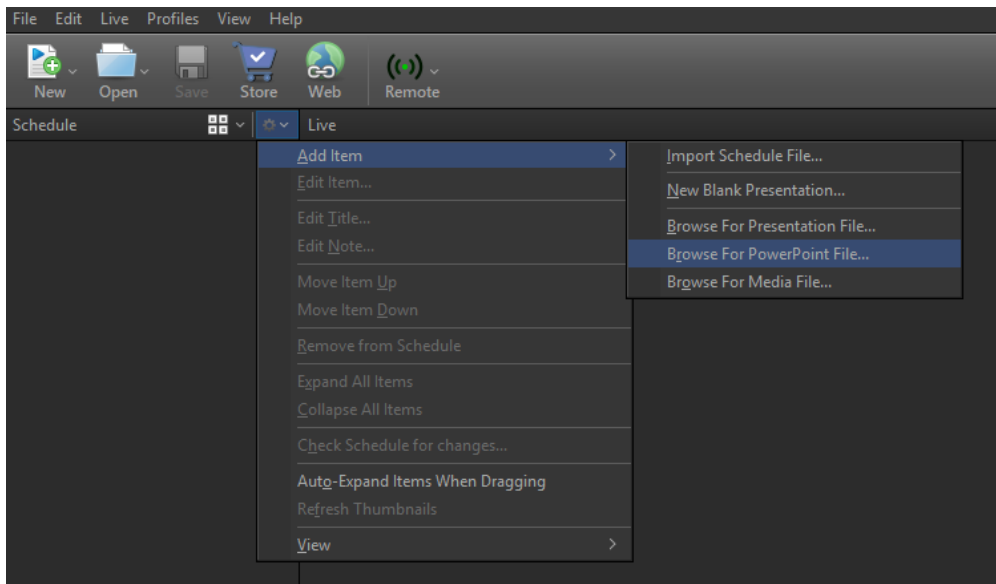 File Edit Live Profiles View Help
New Open Save Store Web Remote
Schedule Live
Add Item
Edit Item...
Edit Title...
Edit Note...
Move Item Up
Move Item Down
Remove from Schedule
Expand All Items
Collapse All Items
Check Schedule for changes...
Auto-Expand Items When Dragging
Refresh Thumbnails
View
Import Schedule File...
New Blank Presentation...
Browse For Presentation File...
Browse For PowerPoint File...
Browse For Media File...